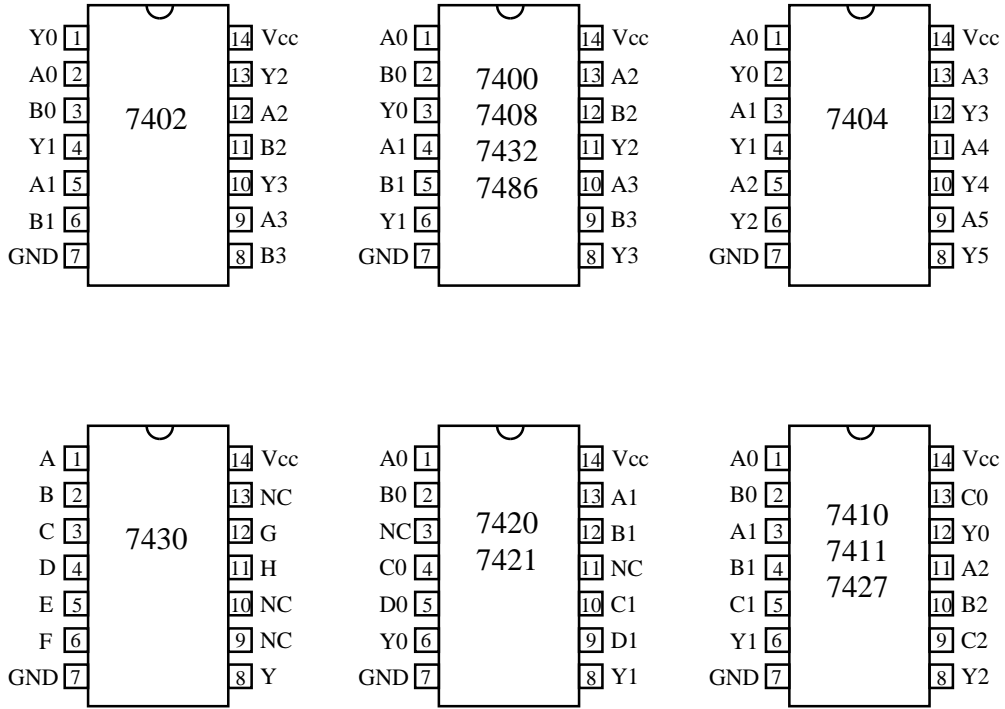 Y0 1 14 Vcc
A0 2 13 Y2
B0 3 7402 12 A2
Y1 4 11 B2
A1 5 10 Y3
B1 6 9 A3
GND 7 8 B3
A0 1 14 Vcc
B0 2 7400 13 A2
Y0 3 7408 12 B2
A1 4 7432 11 Y2
B1 5 7486 10 A3
Y1 6 9 B3
GND 7 8 Y3
A0 1 14 Vcc
Y0 2 13 A3
A1 3 7404 12 Y3
Y1 4 11 A4
A2 5 10 Y4
Y2 6 9 A5
GND 7 8 Y5
A 1 14 Vcc
B 2 13 NC
C 3 7430 12 G
D 4 11 H
E 5 10 NC
F 6 9 NC
GND 7 8 Y
A0 1 14 Vcc
B0 2 13 A1
NC 3 7420 12 B1
C0 4 7421 11 NC
D0 5 10 C1
Y0 6 9 D1
GND 7 8 Y1
A0 1 14 Vcc
B0 2 7410 13 C0
A1 3 7411 12 Y0
B1 4 7427 11 A2
C1 5 10 B2
Y1 6 9 C2
GND 7 8 Y2